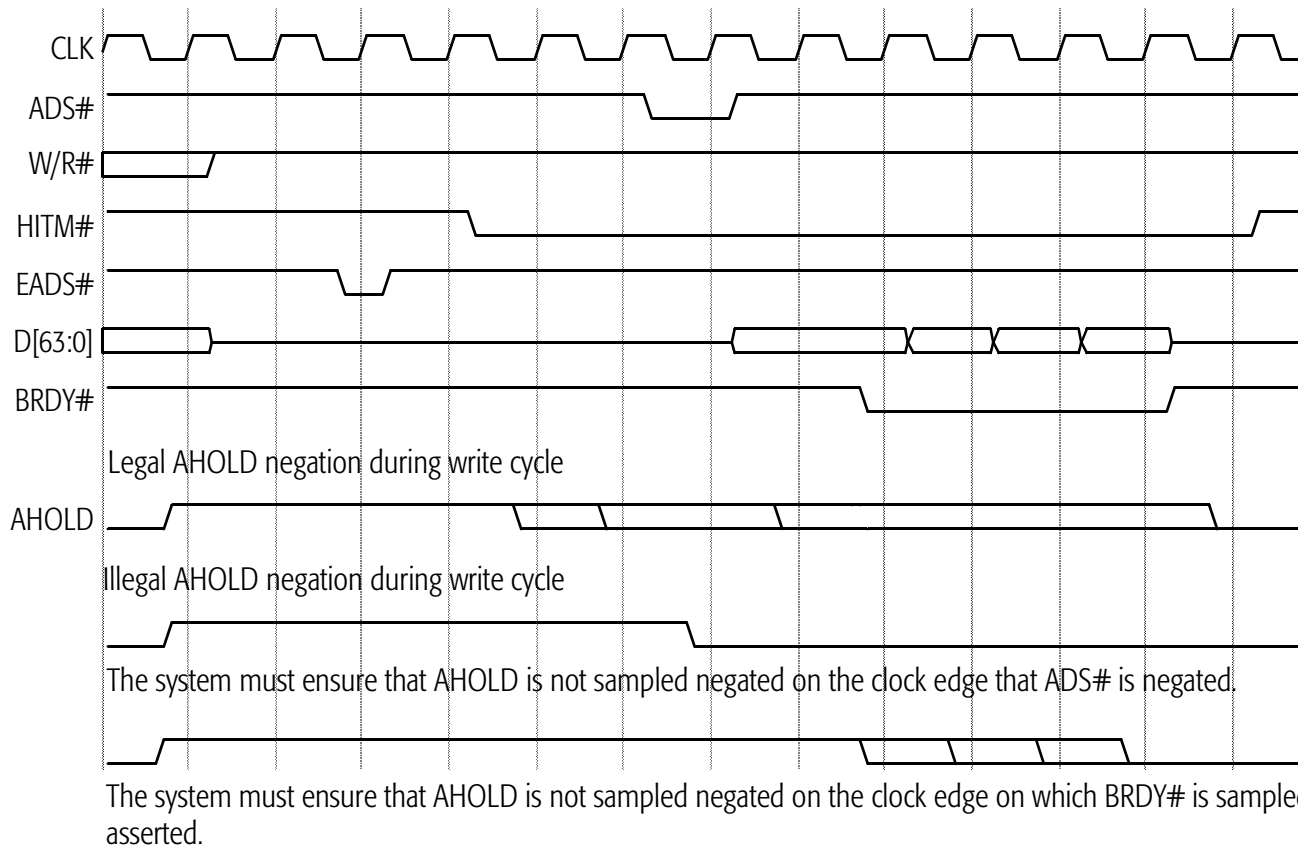 CLK
ADS#
W/R#
HITM#
EADS#
D[63:0]
BRDY#
Legal AHOLD negation during write cycle
AHOLD
Illegal AHOLD negation during write cycle
The system must ensure that AHOLD is not sampled negated on the clock edge that ADS# is negated.
The system must ensure that AHOLD is not sampled negated on the clock edge on which BRDY# is sampled
asserted.